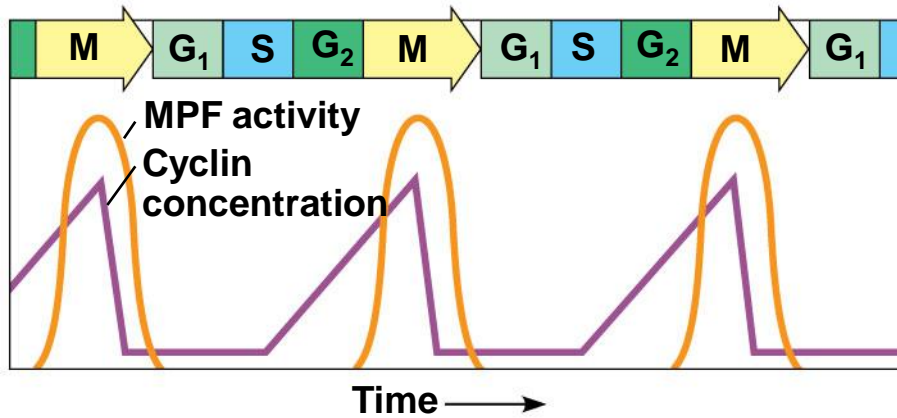 M G₁ S G₂ M G₁ S G₂ M G₁
MPF activity
Cyclin
concentration
Time